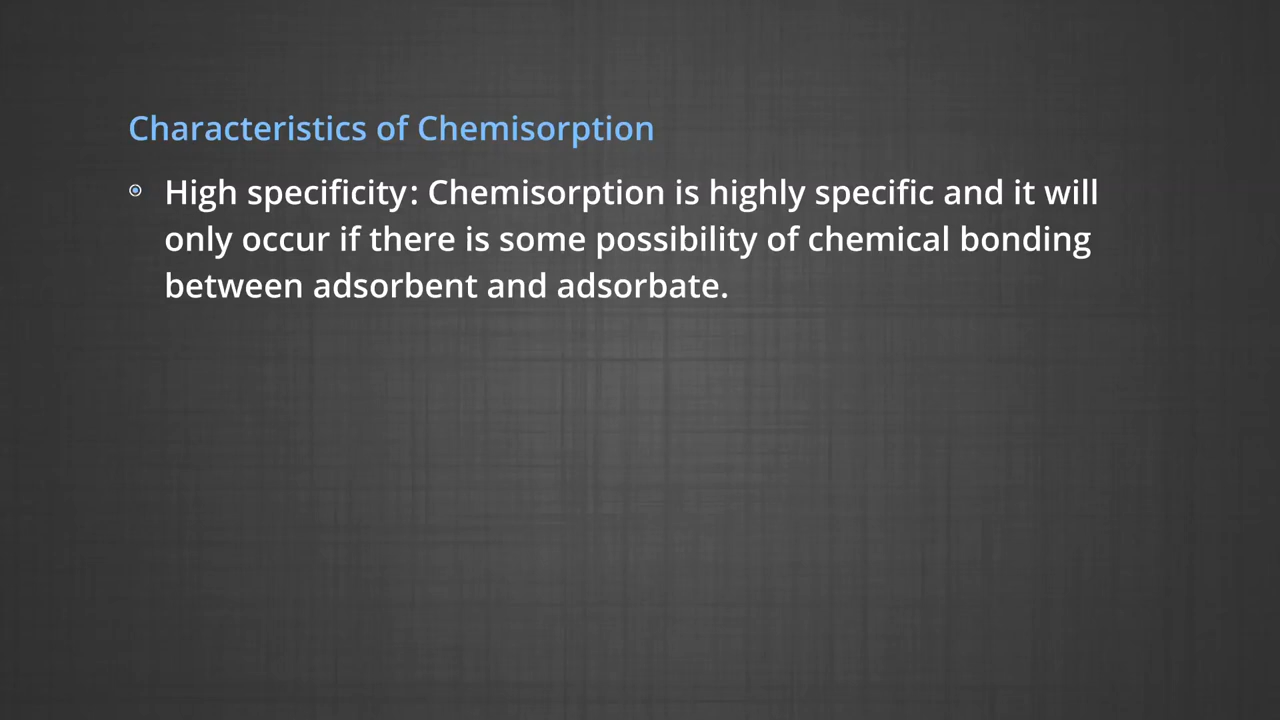 Characteristics of Chemisorption
High specificity: Chemisorption is highly specific and it will
only occur if there is some possibility of chemical bonding
between adsorbent and adsorbate.